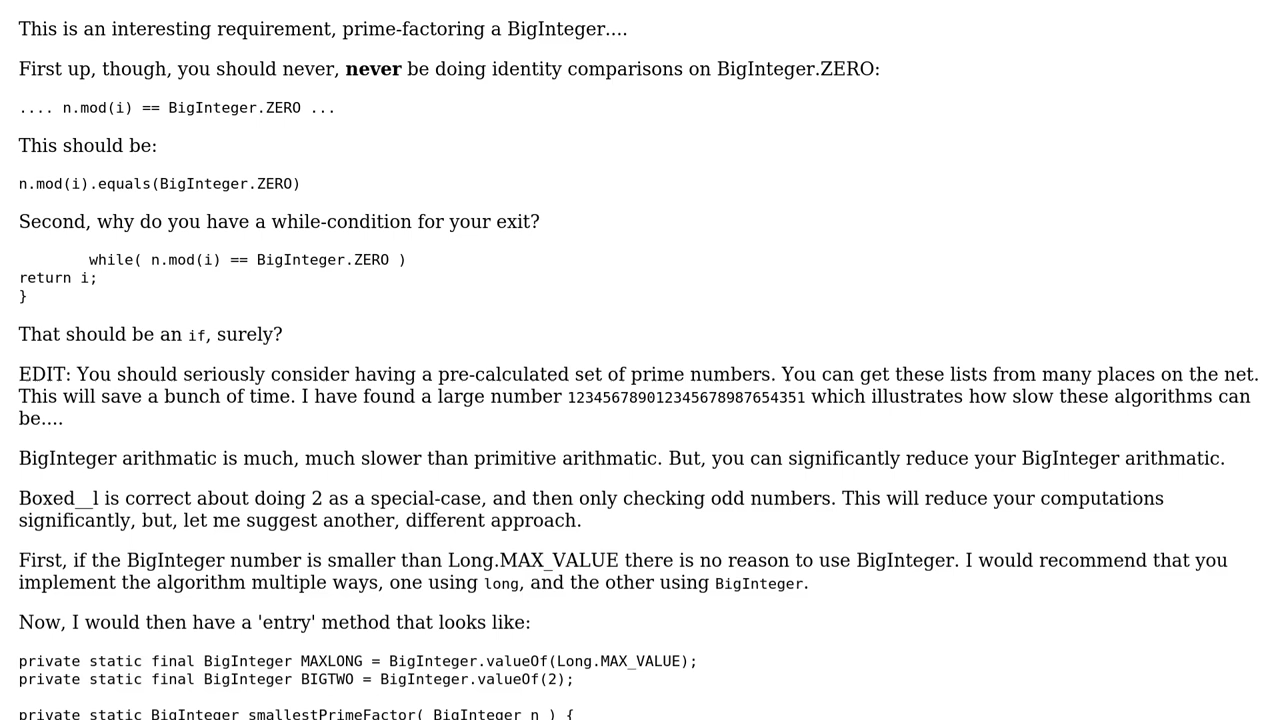 This is an interesting requirement, prime-factoring a BigInteger....
First up, though, you should never, never be doing identity comparisons on BigInteger.ZERO:
.... n.mod(i) == BigInteger.ZERO ...
This should be:
n.mod(i).equals(BigInteger.ZERO)
Second, why do you have a while-condition for your exit?
        while( n.mod(i) == BigInteger.ZERO )
return i;
}
That should be an if, surely?
EDIT: You should seriously consider having a pre-calculated set of prime numbers. You can get these lists from many places on the net.
This will save a bunch of time. I have found a large number 123456789012345678987654351 which illustrates how slow these algorithms can
be....
BigInteger arithmatic is much, much slower than primitive arithmatic. But, you can significantly reduce your BigInteger arithmatic.
Boxed__l is correct about doing 2 as a special-case, and then only checking odd numbers. This will reduce your computations
significantly, but, let me suggest another, different approach.
First, if the BigInteger number is smaller than Long.MAX_VALUE there is no reason to use BigInteger. I would recommend that you
implement the algorithm multiple ways, one using long, and the other using BigInteger.
Now, I would then have a 'entry' method that looks like:
private static final BigInteger MAXLONG = BigInteger.valueOf(Long.MAX_VALUE);
private static final BigInteger BIGTWO = BigInteger.valueOf(2);
private static BigInteger smallestPrimeFactor( BigInteger n ) {